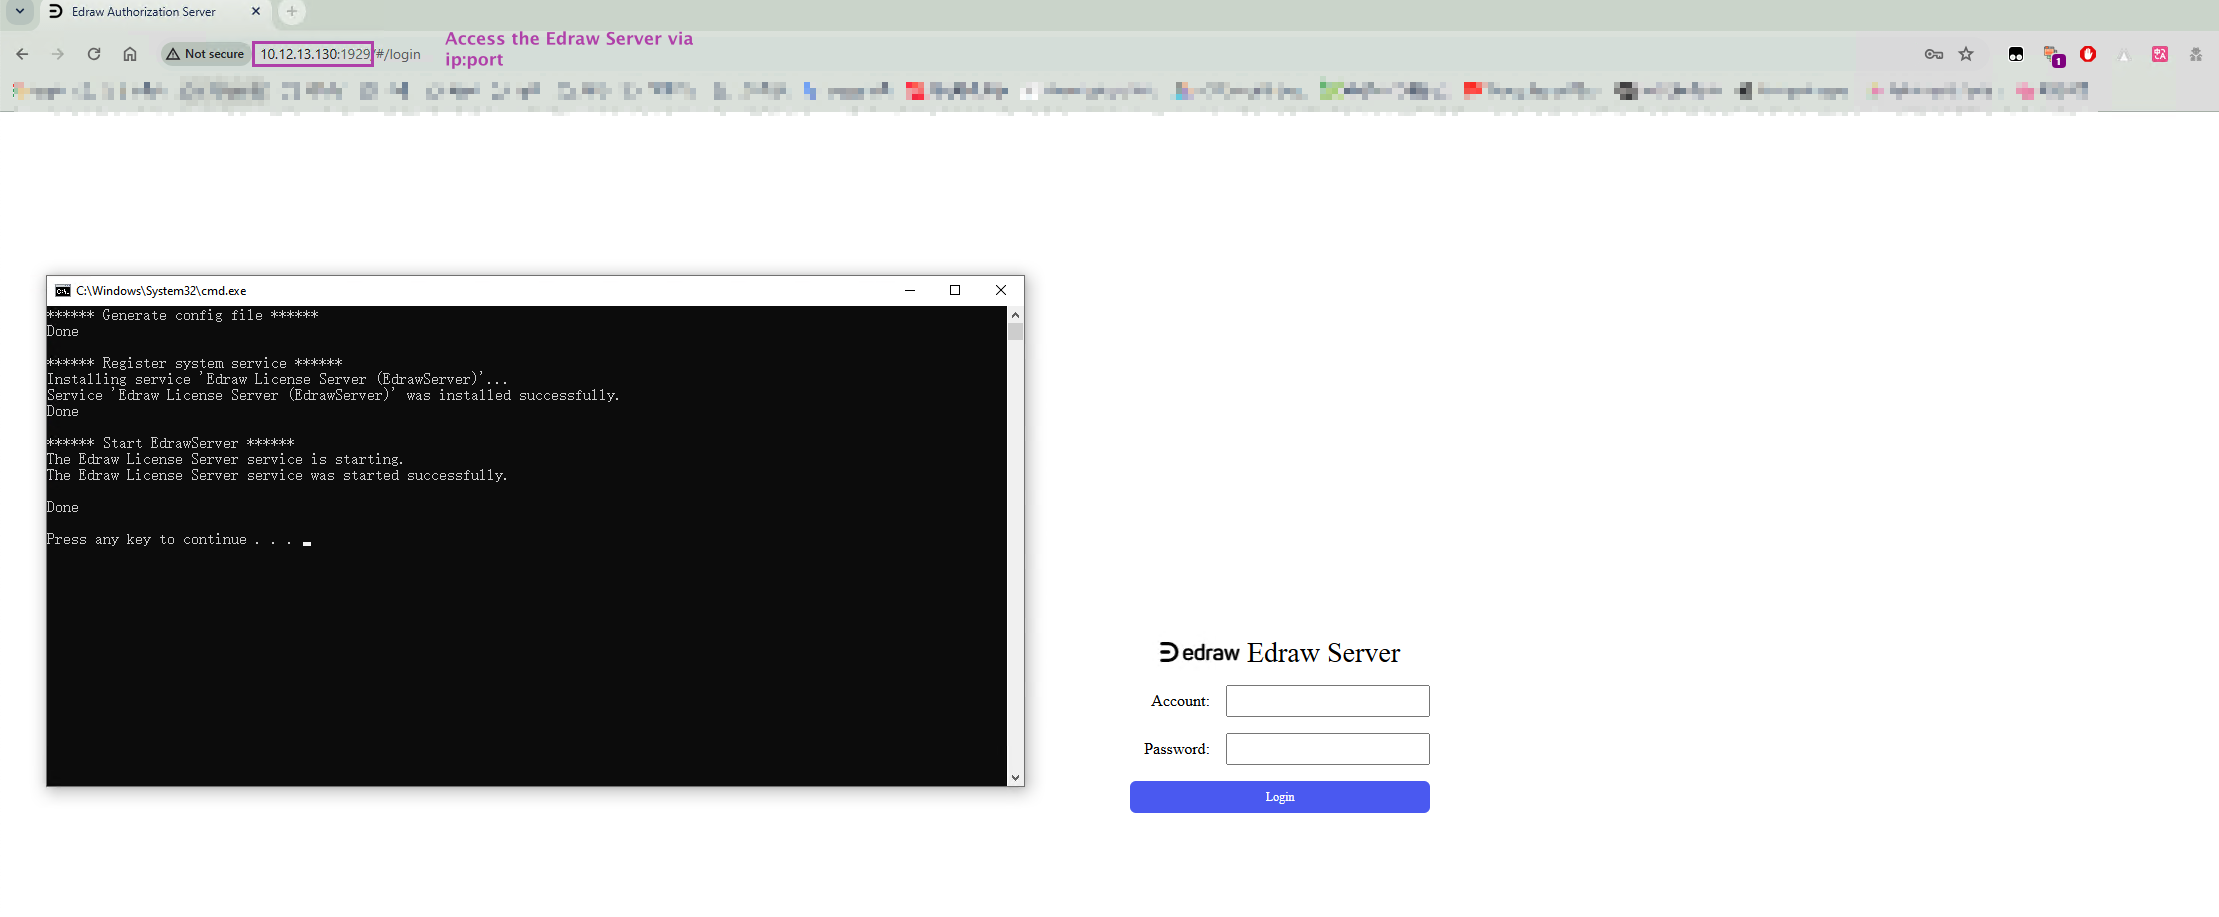 Edraw Authorization Server
Not secure
10.12.13.130:1929/#/login
Access the Edraw Server via
ip:port
1
C:\Windows\System32\cmd.exe
****** Generate config file ******
Done
****** Register system service ******
Installing service 'Edraw License Server (EdrawServer)'...
Service 'Edraw License Server (EdrawServer)' was installed successfully.
Done
****** Start EdrawServer ******
The Edraw License Server service is starting.
The Edraw License Server service was started successfully.
Done
Press any key to continue . . .
edraw Edraw Server
Account:
Password:
Login